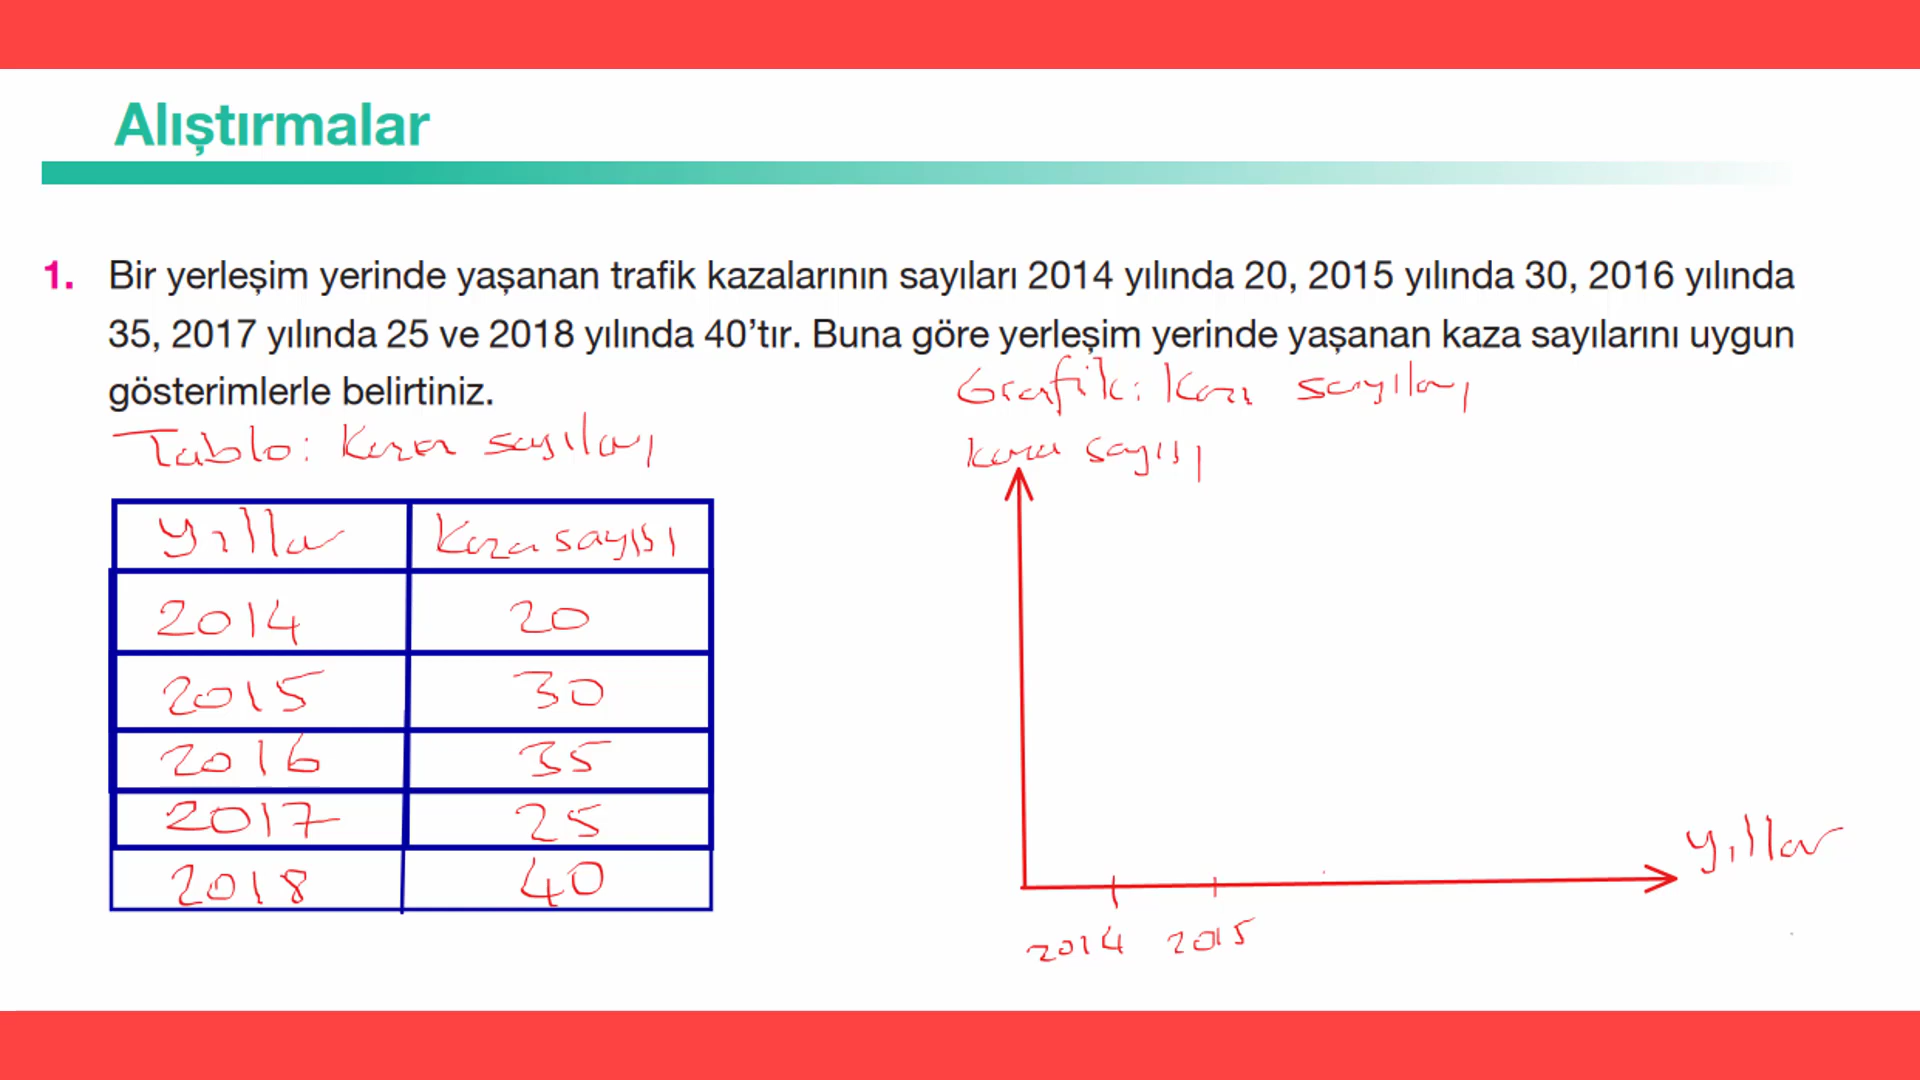 Alıştırmalar
1. Bir yerleşim yerinde yaşanan trafik kazalarının sayıları 2014 yılında 20, 2015 yılında 30, 2016 yılında
35, 2017 yılında 25 ve 2018 yılında 40’tır. Buna göre yerleşim yerinde yaşanan kaza sayılarını uygun
gösterimlerle belirtiniz.
Tablo: Kaza sayıları
Yıllar Kaza sayısı
2014 20
2015 30
2016 35
2017 25
2018 40
Grafik: Kaza sayıları
kaza sayısı
yıllar
2014 2015